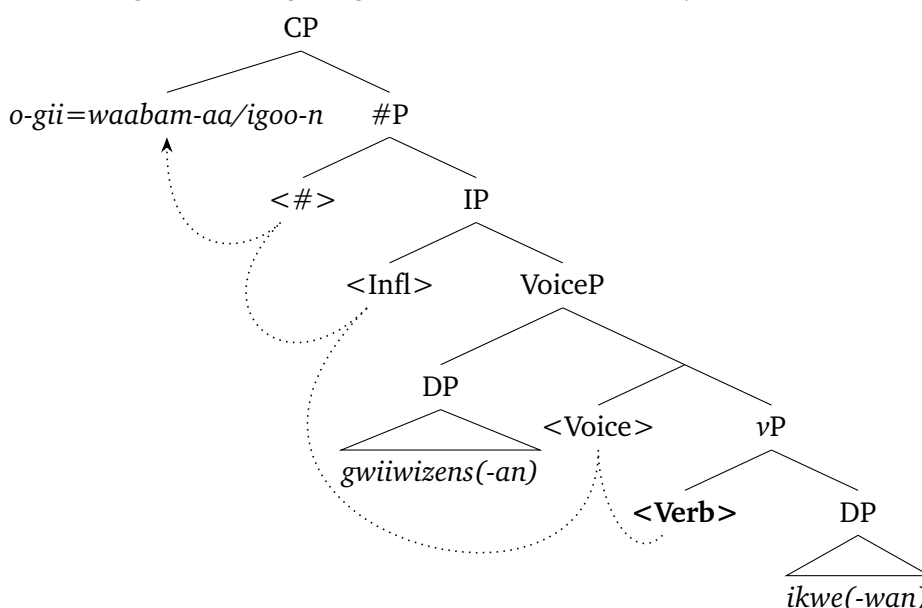 CP
o-gii=waabam-aa/igoo-n #P
<#> IP
<Infl> VoiceP
DP
<Voice> vP
gwiiwizens(-an)
<Verb> DP
ikwe(-wan)